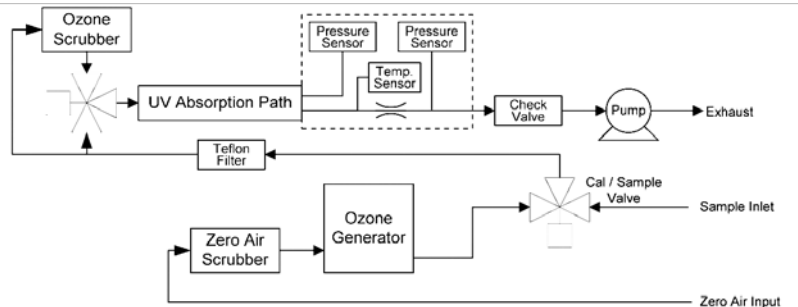 Ozone
Scrubber
Pressure
Sensor
Pressure
Sensor
Temp.
Sensor
UV Absorption Path
Check
Valve
Pump
Exhaust
Teflon
Filter
Cal / Sample
Valve
Sample Inlet
Ozone
Generator
Zero Air
Scrubber
Zero Air Input